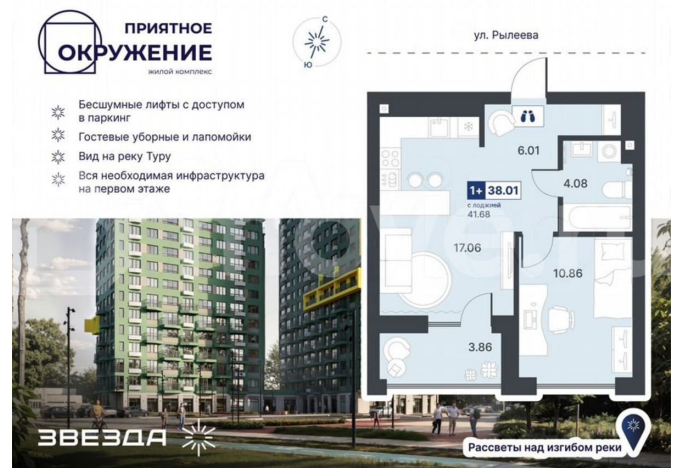 ПРИЯТНОЕ
ОКРУЖЕНИЕ
ЖИЛОЙ КОМПЛЕКС
С
Ю
ул. Рылеева
Бесшумные лифты с доступом
в паркинг
Гостевые уборные и лапомойки
Вид на реку Туру
Вся необходимая инфраструктура
на первом этаже
6.01
4.08
1+ 38.01
с лоджией
41.68
17.06
10.86
3.86
ЗВЕЗДА
Рассветы над изгибом реки